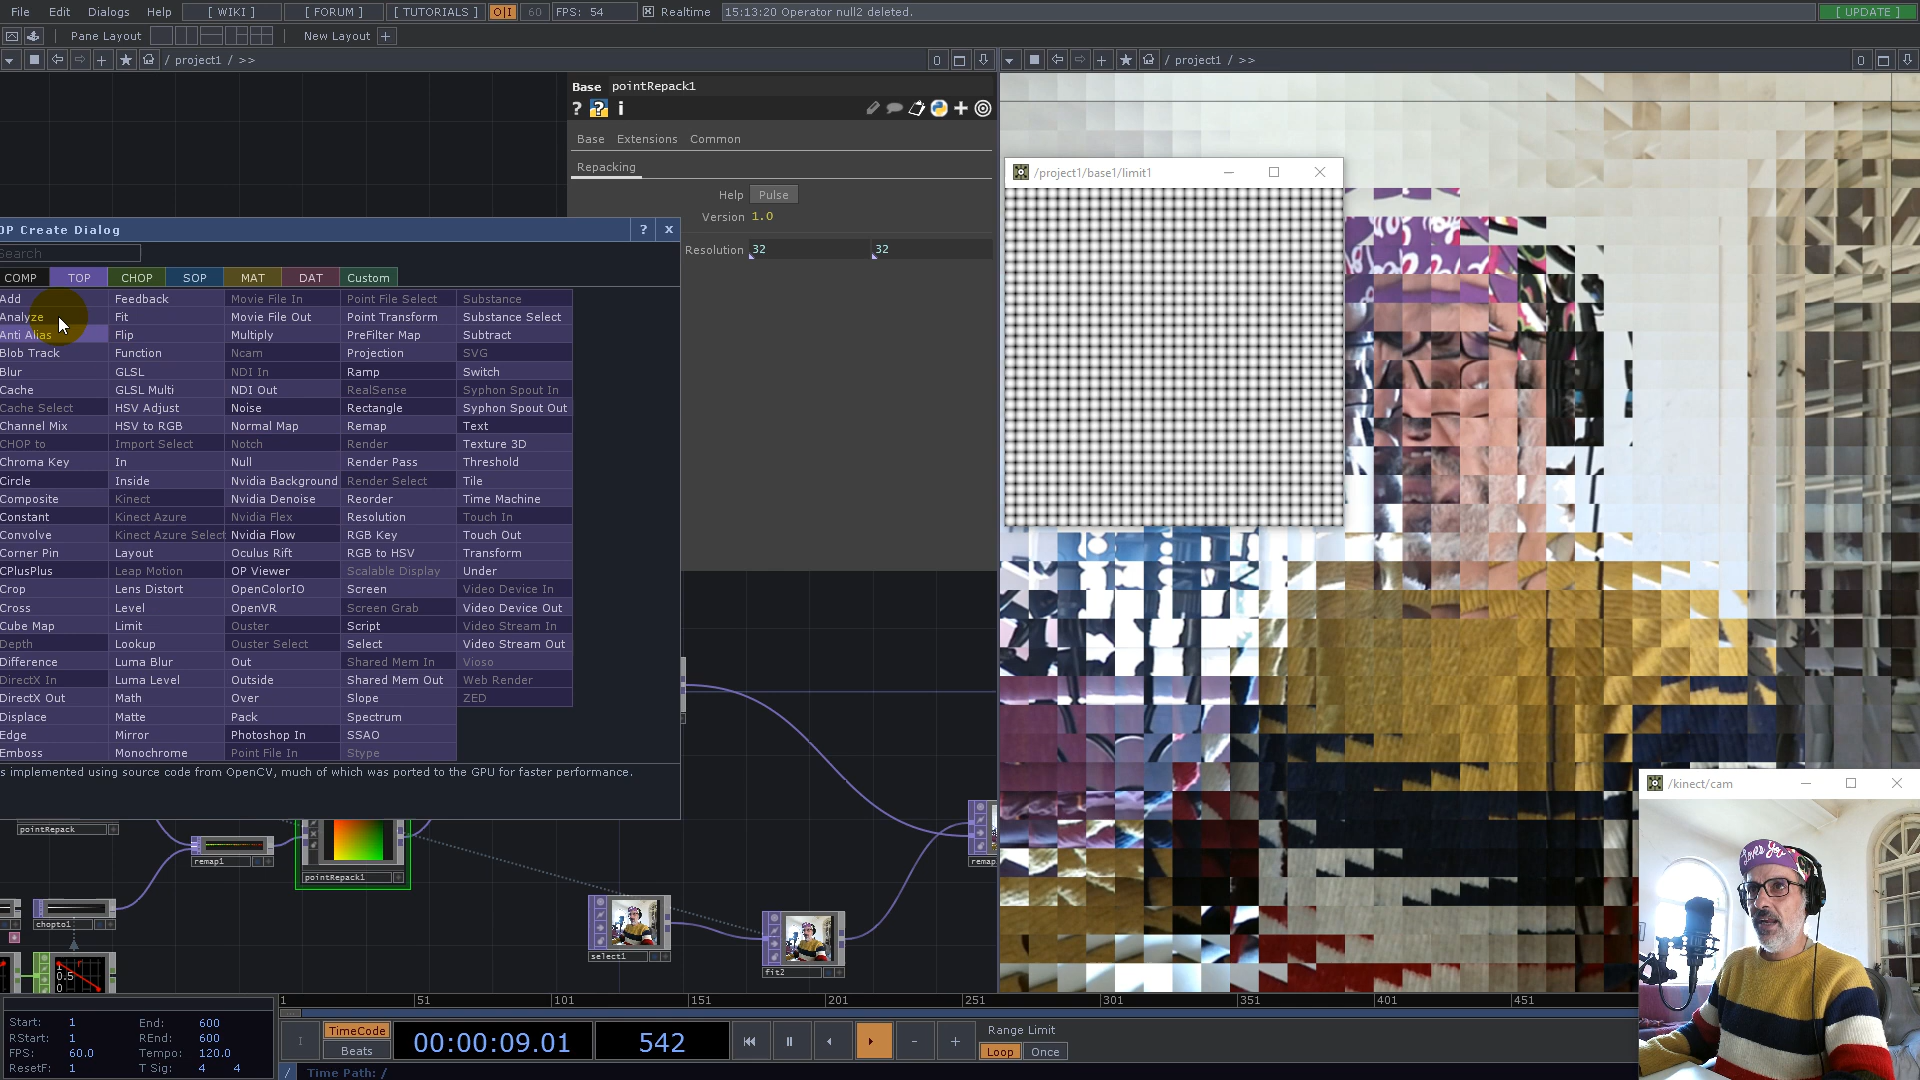 File Edit Dialogs Help [ WIKI ] [ FORUM ] [ TUTORIALS ] O|I 60 FPS: 54 Realtime 15:13:20 Operator null2 deleted. [ UPDATE ]
Pane Layout New Layout +
/ project1 / >> 0 / project1 / >> 0
Base pointRepack1
Base Extensions Common
Repacking
Help Pulse
Version 1.0
Resolution 32 32
/project1/base1/limit1
OP Create Dialog ? x
Search
COMP TOP CHOP SOP MAT DAT Custom
Add Feedback Movie File In Point File Select Substance
Analyze Fit Movie File Out Point Transform Substance Select
Anti Alias Flip Multiply PreFilter Map Subtract
Blob Track Function Ncam Projection SVG
Blur GLSL NDI In Ramp Switch
Cache GLSL Multi NDI Out RealSense Syphon Spout In
Cache Select HSV Adjust Noise Rectangle Syphon Spout Out
Channel Mix HSV to RGB Normal Map Remap Text
CHOP to Import Select Notch Render Texture 3D
Chroma Key In Null Render Pass Threshold
Circle Inside Nvidia Background Render Select Tile
Composite Kinect Nvidia Denoise Reorder Time Machine
Constant Kinect Azure Nvidia Flex Resolution Touch In
Convolve Kinect Azure Select Nvidia Flow RGB Key Touch Out
Corner Pin Layout Oculus Rift RGB to HSV Transform
CPlusPlus Leap Motion OP Viewer Scalable Display Under
Crop Lens Distort OpenColorIO Screen Video Device In
Cross Level OpenVR Screen Grab Video Device Out
Cube Map Limit Ouster Script Video Stream In
Depth Lookup Ouster Select Select Video Stream Out
Difference Luma Blur Out Shared Mem In Vioso
DirectX In Luma Level Outside Shared Mem Out Web Render
DirectX Out Math Over Slope ZED
Displace Matte Pack Spectrum
Edge Mirror Photoshop In SSAO
Emboss Monochrome Point File In Stype
s implemented using source code from OpenCV, much of which was ported to the GPU for faster performance.
/kinect/cam
pointRepack
remap1
pointRepack1
remap
chopto1
select1
fit2
1
0.5
0
1 51 101 151 201 251 301 351 401 451
Start: 1 End: 600
RStart: 1 REnd: 600
FPS: 60.0 Tempo: 120.0
ResetF: 1 T Sig: 4 4
TimeCode
Beats
00:00:09.01
542
Range Limit
Loop Once
/ Time Path: /